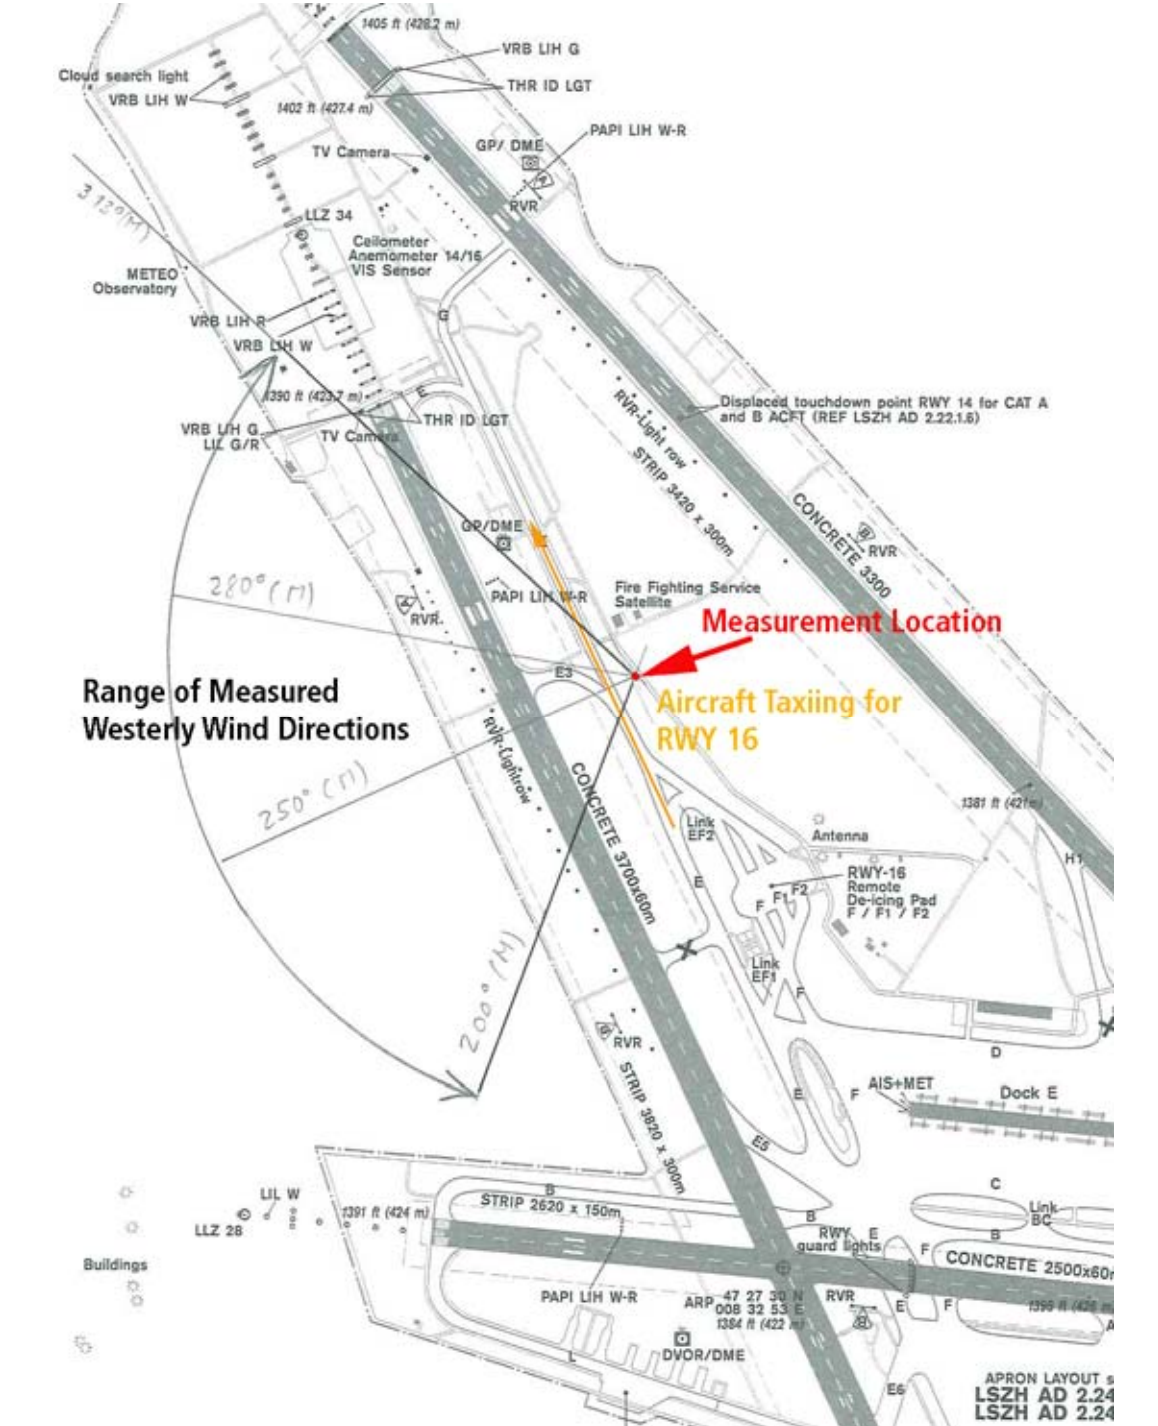 1405 ft (428.2 m)
VRB LIH G
Cloud search light
VRB LIH W
THR ID LGT
1402 ft (427.4 m)
PAPI LIH W-R
GP/ DME
TV Camera
A
RVR
313°(M)
LLZ 34
Ceilometer
Anemometer 14/16
VIS Sensor
METEO
Observatory
G
VRB LIH R
VRB LIH W
1390 ft (423.7 m)
E
Displaced touchdown point RWY 14 for CAT A
and B ACFT (REF LSZH AD 2.22.1.6)
THR ID LGT
VRB LIH G
LIL G/R
TV Camera
RVR-Light row
STRIP 3420 x 300m
CONCRETE 3300
GP/DME
B
RVR
280°(M)
PAPI LIH W-R
Fire Fighting Service
Satellite
A
RVR
Measurement Location
E3
Range of Measured
Westerly Wind Directions
Aircraft Taxiing for
RWY 16
RVR-Lightrow
250°(M)
CONCRETE 3700x60m
1381 ft (421m)
Link
EF2
Antenna
H1
E
RWY-16
Remote
De-icing Pad
F / F1 / F2
F
F1
F2
200°(M)
Link
EF1
F
B
RVR
D
STRIP 3820 x 300m
E
F
AIS+MET
Dock E
E5
C
LIL W
1391 ft (424 m)
B
STRIP 2620 x 150m
Link
BC
LLZ 28
B
RWY
guard lights
E
F
B
CONCRETE 2500x60m
Buildings
PAPI LIH W-R
ARP
47 27 30 N
008 32 53 E
1384 ft (422 m)
RVR
E
F
1396 ft (426 m
A
DVOR/DME
L
E6
APRON LAYOUT s
LSZH AD 2.24
LSZH AD 2.24